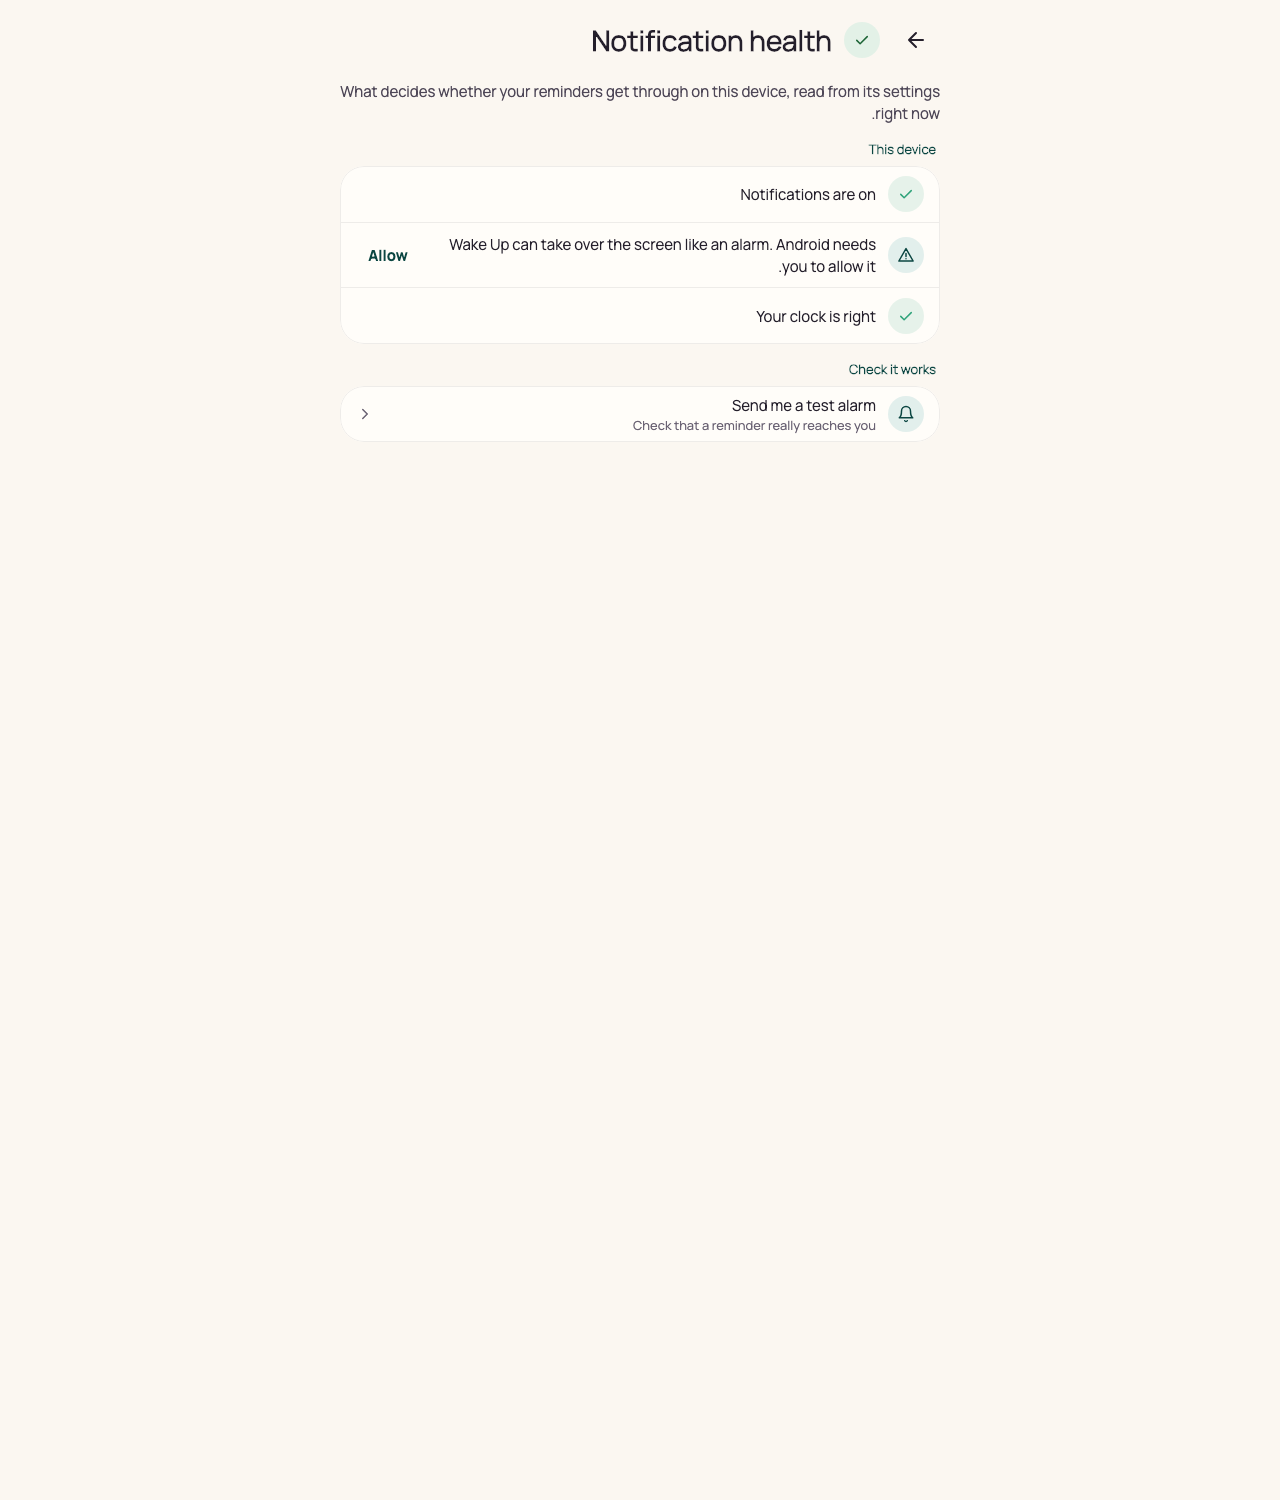 Notification health
What decides whether your reminders get through on this device, read from its settings
.right now
This device
Notifications are on
Wake Up can take over the screen like an alarm. Android needs
.you to allow it
Allow
Your clock is right
Check it works
Send me a test alarm
Check that a reminder really reaches you